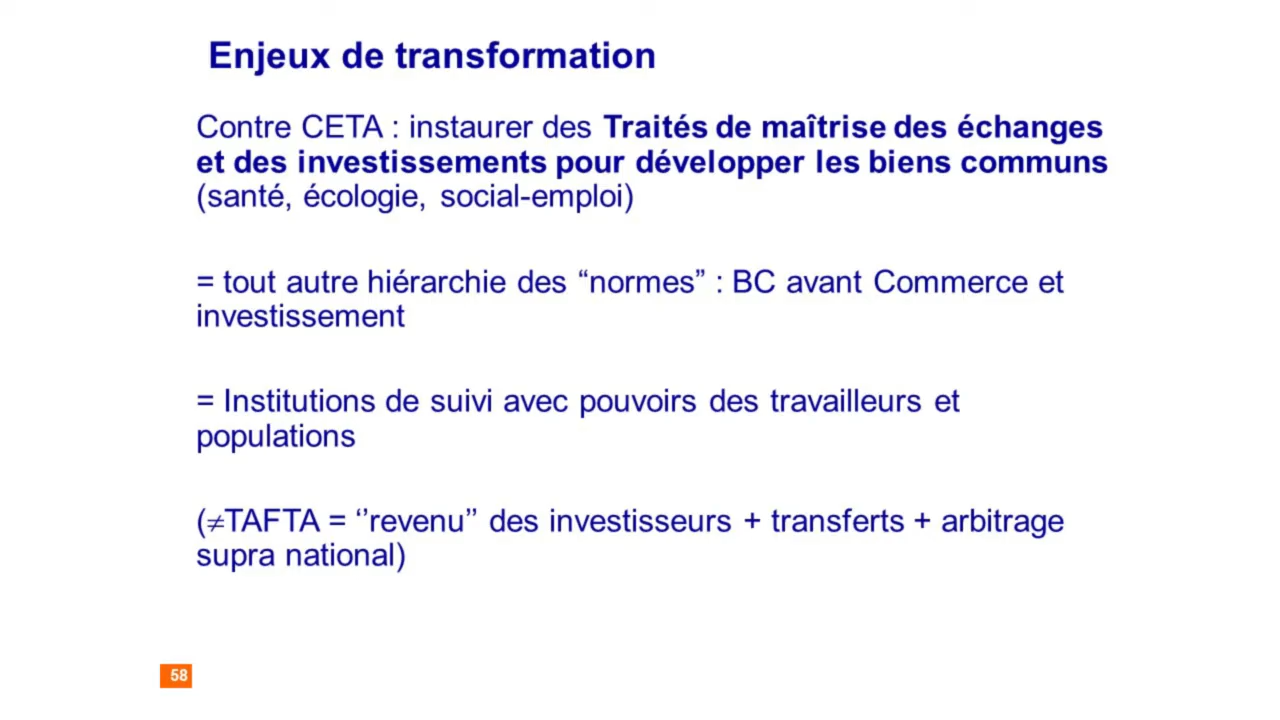 Enjeux de transformation
Contre CETA : instaurer des Traités de maîtrise des échanges
et des investissements pour développer les biens communs
(santé, écologie, social-emploi)
= tout autre hiérarchie des “normes” : BC avant Commerce et
investissement
= Institutions de suivi avec pouvoirs des travailleurs et
populations
(≠TAFTA = ‘’revenu’’ des investisseurs + transferts + arbitrage
supra national)
58